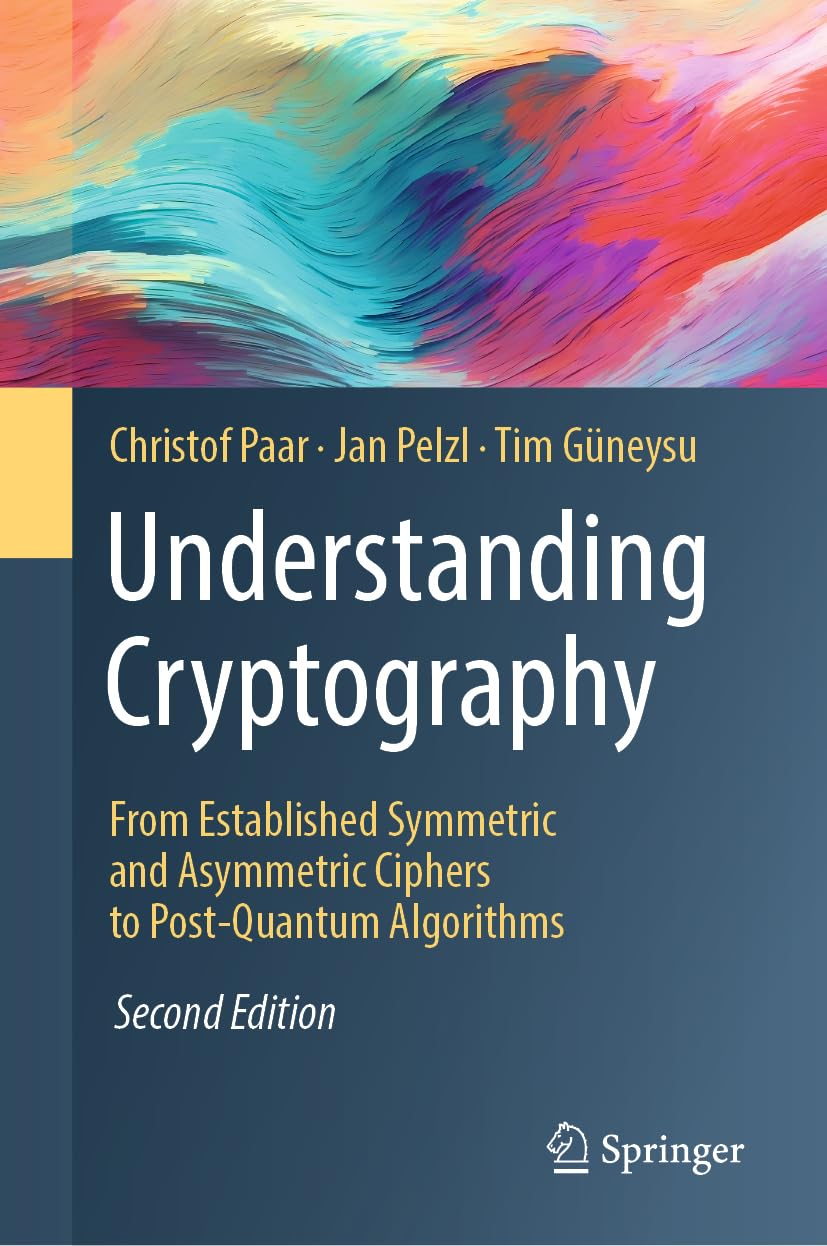 Christof Paar · Jan Pelzl · Tim Güneysu
Understanding
Cryptography
From Established Symmetric
and Asymmetric Ciphers
to Post-Quantum Algorithms
Second Edition
Springer